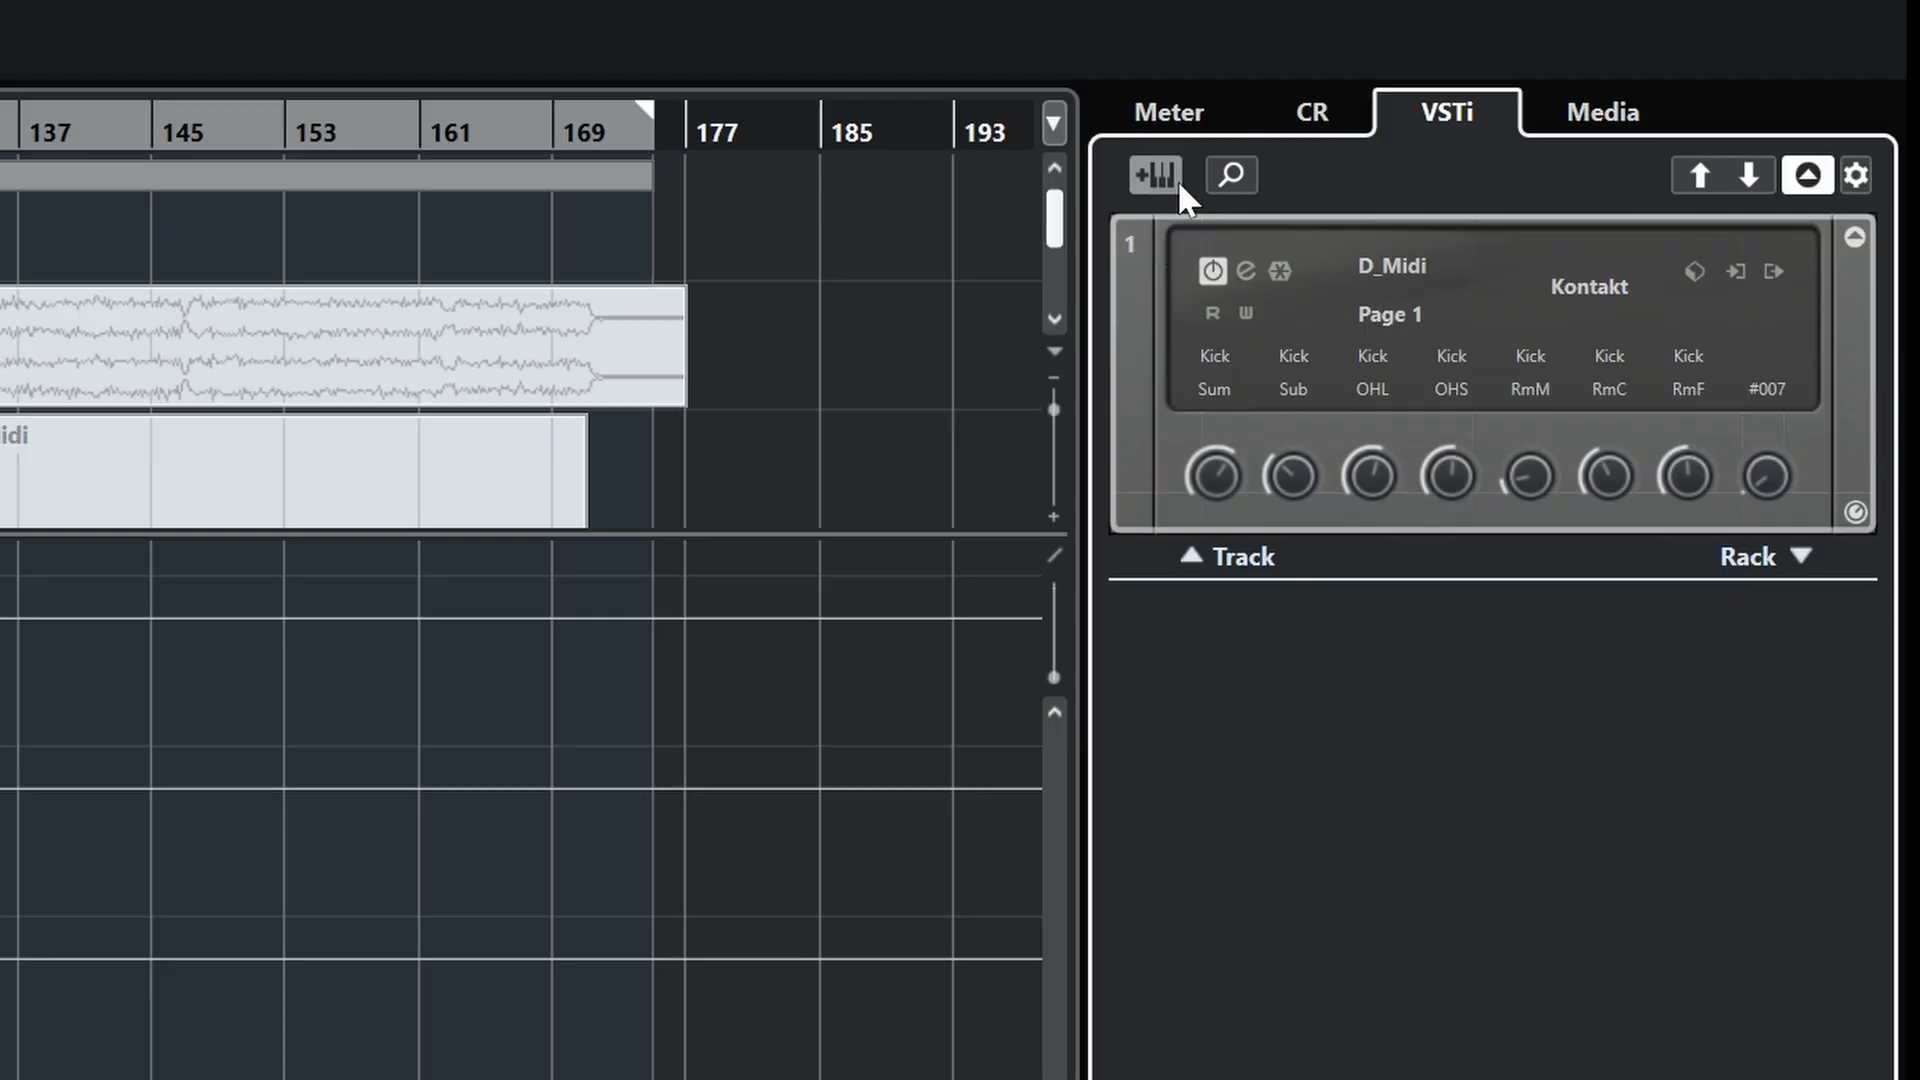 137 145 153 161 169 177 185 193
Meter CR VSTi Media
1
D_Midi
Kontakt
R W
Page 1
Kick Kick Kick Kick Kick Kick Kick
Sum Sub OHL OHS RmM RmC RmF #007
idi
Track Rack